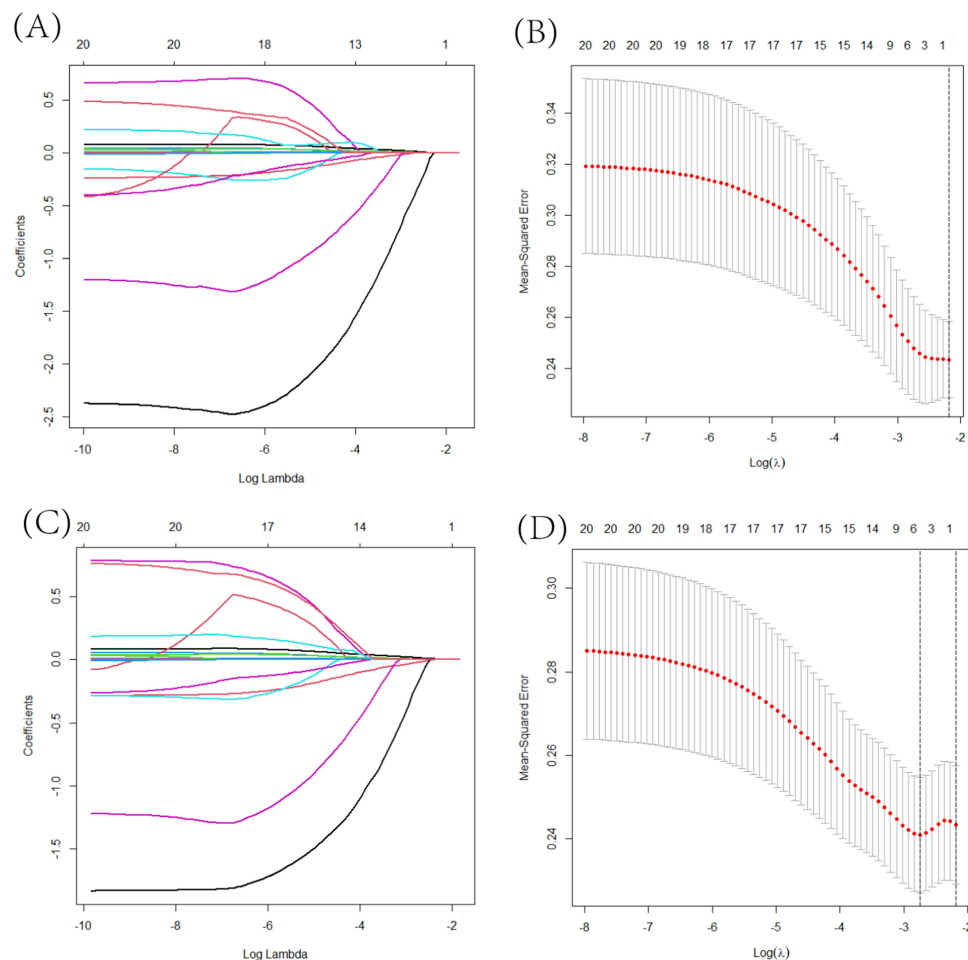 (A)
20 20 18 13 1
0.5
0.0
-0.5
-1.0
-1.5
-2.0
-2.5
Coefficients
-10 -8 -6 -4 -2
Log Lambda
(B)
20 20 20 20 19 18 17 17 17 17 15 15 14 9 6 3 1
0.34
0.32
0.30
0.28
0.26
0.24
Mean-Squared Error
-8 -7 -6 -5 -4 -3 -2
Log(λ)
(C)
20 20 17 14 1
0.5
0.0
-0.5
-1.0
-1.5
Coefficients
-10 -8 -6 -4 -2
Log Lambda
(D)
20 20 20 20 19 18 17 17 17 17 15 15 14 9 6 3 1
0.30
0.28
0.26
0.24
Mean-Squared Error
-8 -7 -6 -5 -4 -3 -2
Log(λ)